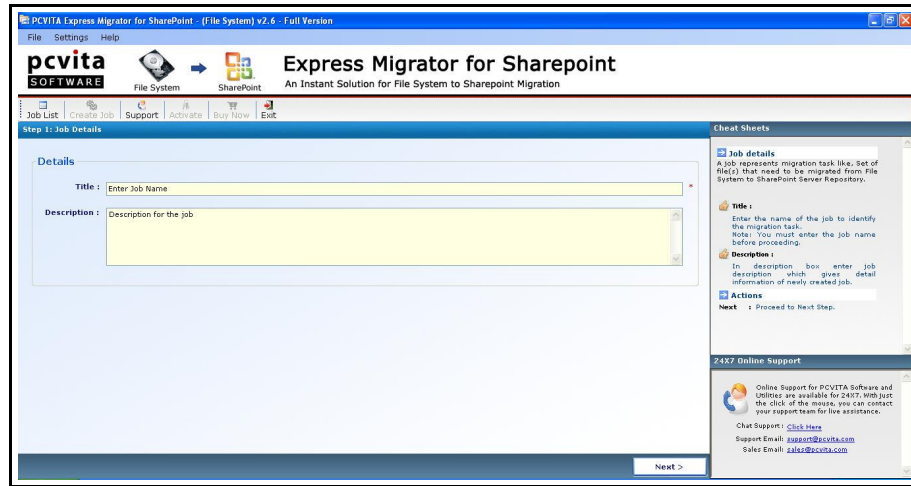 PCVITA Express Migrator for SharePoint - (File System) v2.6 - Full Version
File Settings Help
pcvita
SOFTWARE
File System
SharePoint
Express Migrator for Sharepoint
An Instant Solution for File System to Sharepoint Migration
Job List Create Job Support Activate Buy Now Exit
Step 1: Job Details
Details
Title : Enter Job Name *
Description : Description for the job
Next >
Cheat Sheets
Job details
A job represents migration task like, Set of
file(s) that need to be migrated from File
System to SharePoint Server Repository.
Title :
Enter the name of the job to identify
the migration task.
Note: You must enter the job name
before proceeding.
Description :
In description box enter job
description which gives detail
information of newly created job.
Actions
Next : Proceed to Next Step.
24X7 Online Support
Online Support for PCVITA Software and
Utilities are available for 24X7. With just
the click of the mouse, you can contact
your support team for live assistance.
Chat Support : Click Here
Support Email: support@pcvita.com
Sales Email: sales@pcvita.com